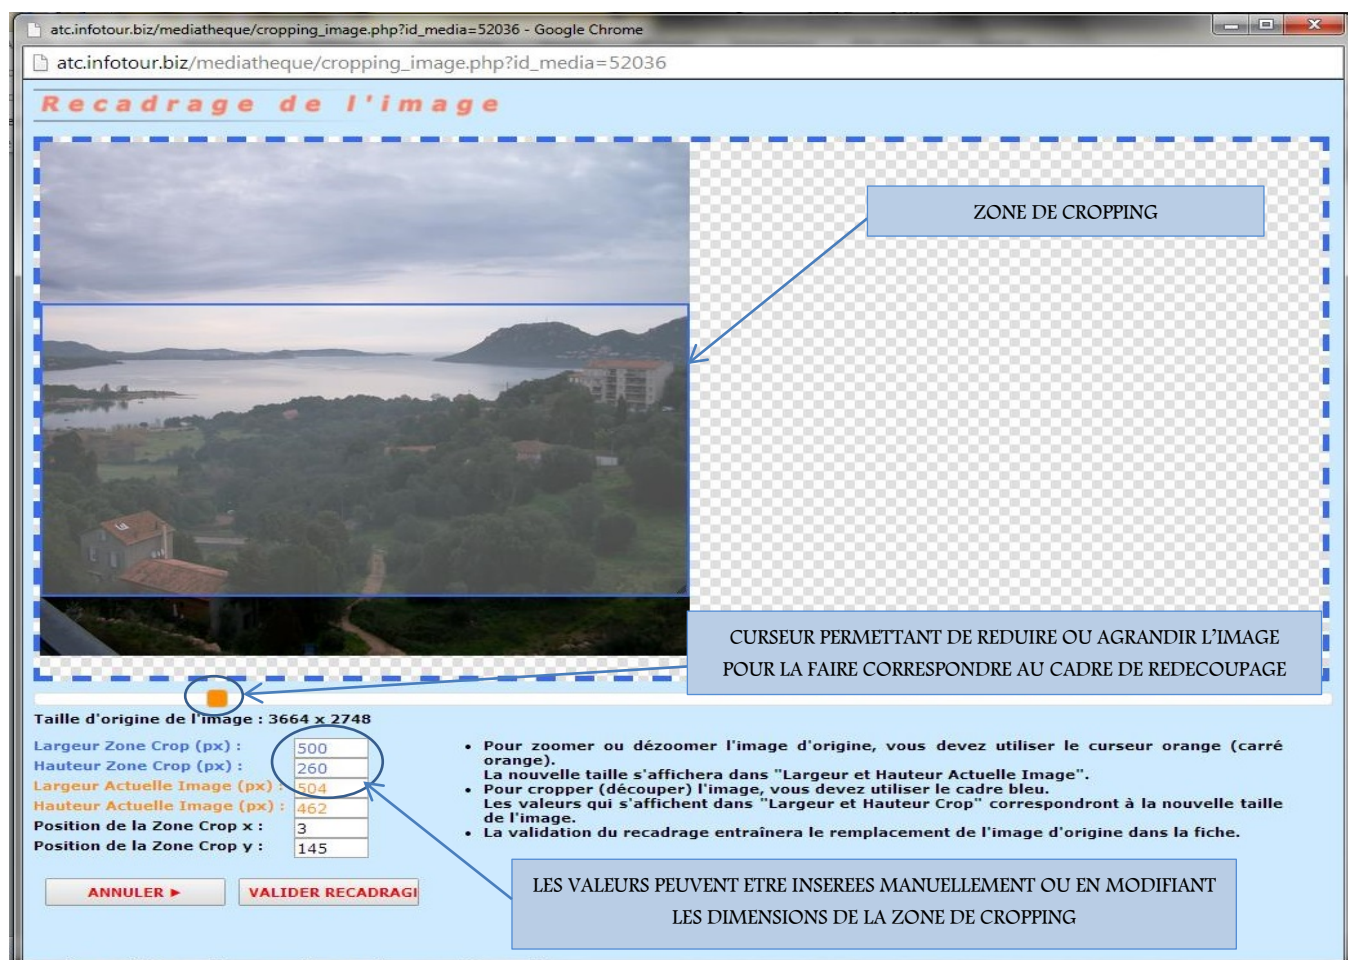 atc.infotour.biz/mediatheque/cropping_image.php?id_media=52036 - Google Chrome
atc.infotour.biz/mediatheque/cropping_image.php?id_media=52036
Recadrage de l'image
ZONE DE CROPPING
CURSEUR PERMETTANT DE REDUIRE OU AGRANDIR L’IMAGE
POUR LA FAIRE CORRESPONDRE AU CADRE DE REDECOUPAGE
Taille d'origine de l'image : 3664 x 2748
Largeur Zone Crop (px) : 500
Hauteur Zone Crop (px) : 260
Largeur Actuelle Image (px) : 504
Hauteur Actuelle Image (px) : 462
Position de la Zone Crop x : 3
Position de la Zone Crop y : 145
• Pour zoomer ou dézoomer l'image d'origine, vous devez utiliser le curseur orange (carré
orange).
La nouvelle taille s'affichera dans "Largeur et Hauteur Actuelle Image".
• Pour cropper (découper) l'image, vous devez utiliser le cadre bleu.
Les valeurs qui s'affichent dans "Largeur et Hauteur Crop" correspondront à la nouvelle taille
de l'image.
• La validation du recadrage entraînera le remplacement de l'image d'origine dans la fiche.
ANNULER ► VALIDER RECADRAGI
LES VALEURS PEUVENT ETRE INSEREES MANUELLEMENT OU EN MODIFIANT
LES DIMENSIONS DE LA ZONE DE CROPPING